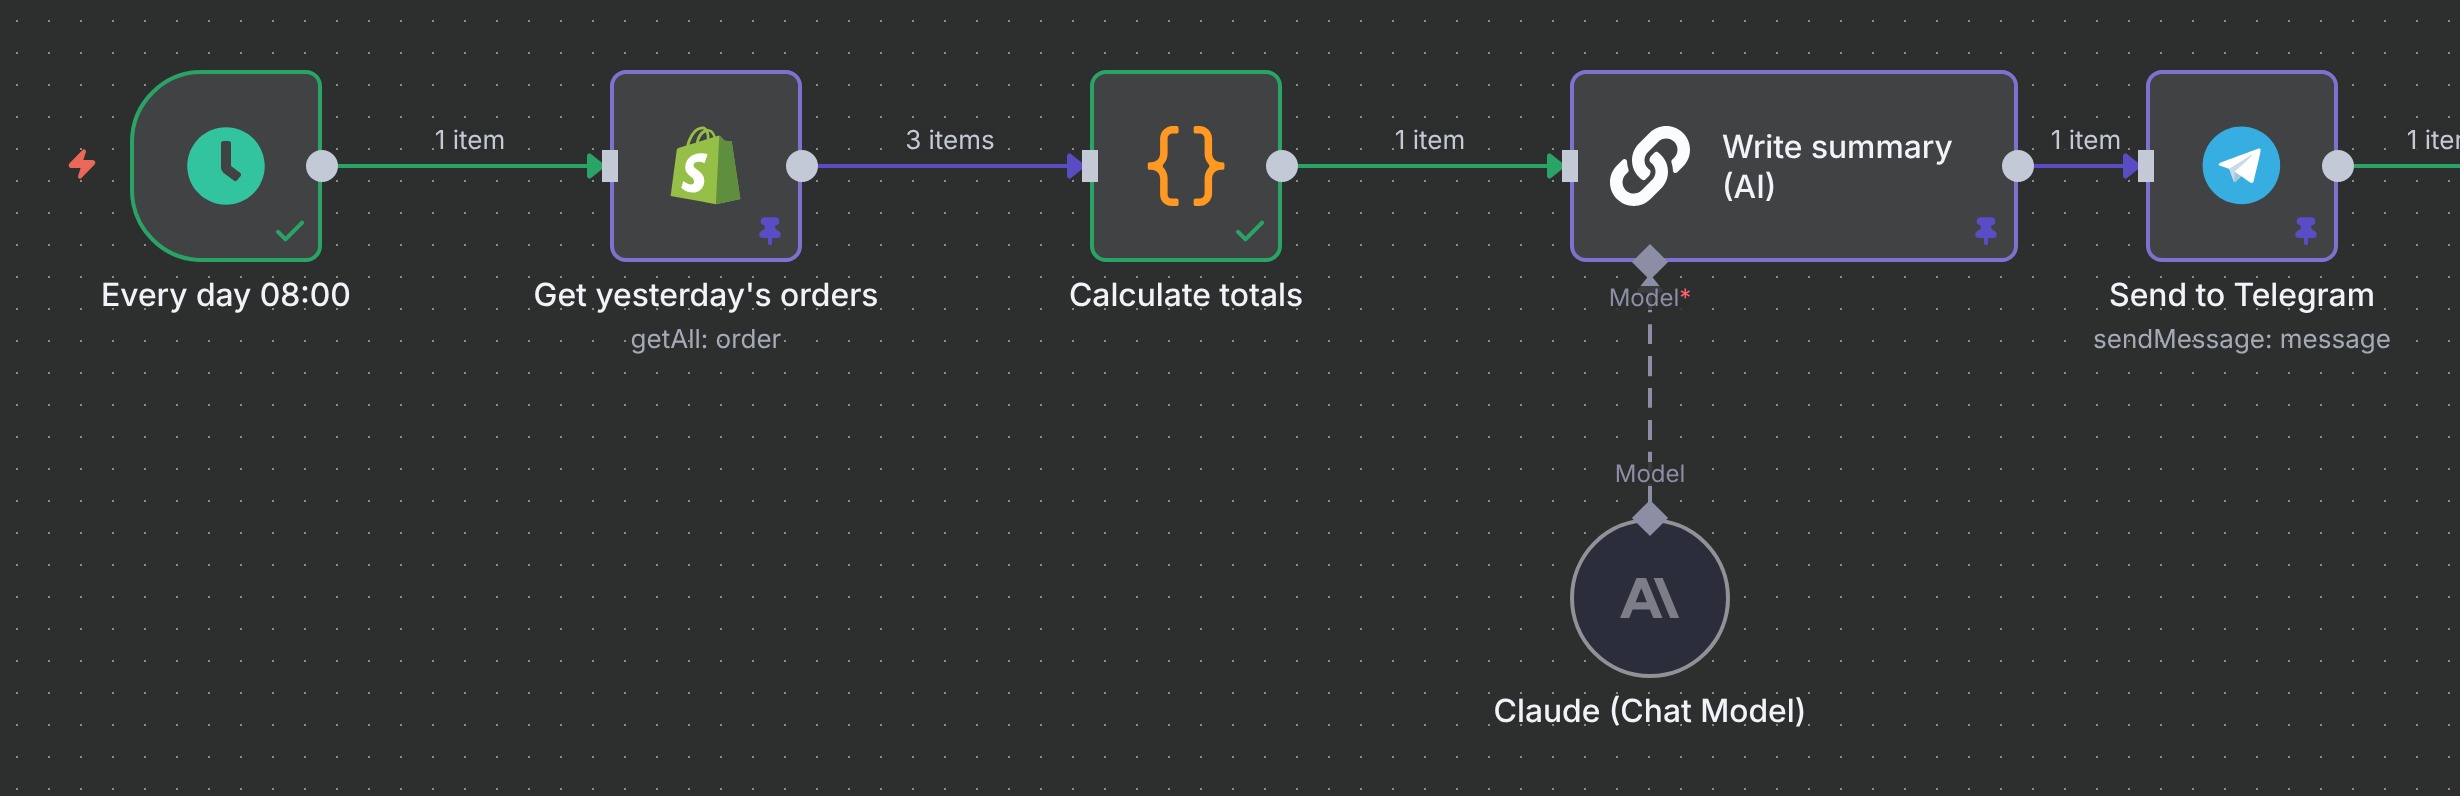 1 item
3 items
1 item
Write summary
(AI)
1 item
Every day 08:00
Get yesterday's orders
getAll: order
Calculate totals
Model*
Send to Telegram
sendMessage: message
Model
Claude (Chat Model)